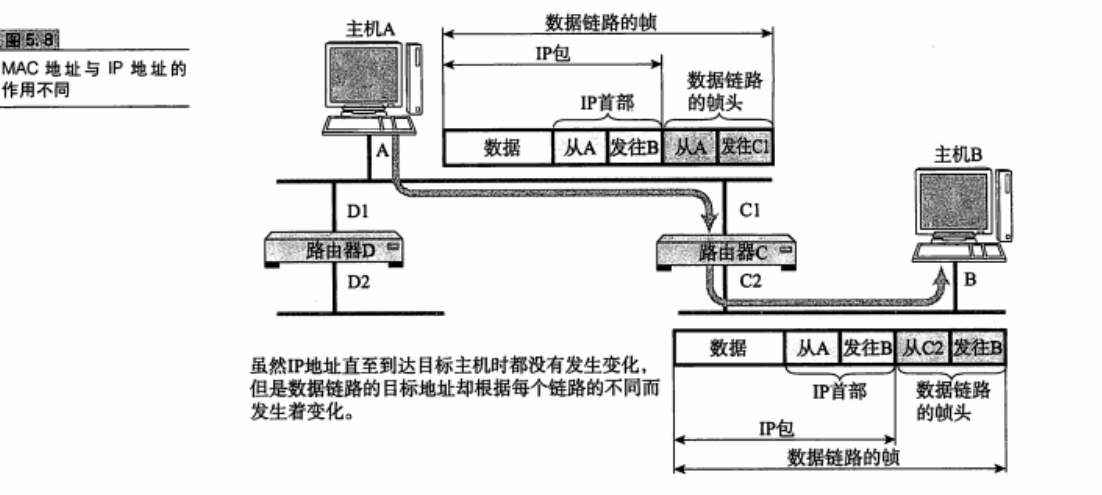 图5.8
MAC 地址与 IP 地址的
作用不同
主机A
数据链路的帧
IP包
数据链路
的帧头
IP首部
数据 从A 发往B 从A 发往C1
A
主机B
D1
C1
路由器D
路由器C
D2
C2
B
数据 从A 发往B 从C2 发往B
虽然IP地址直至到达目标主机时都没有发生变化，
但是数据链路的目标地址却根据每个链路的不同而
发生着变化。
IP首部
数据链路
的帧头
IP包
数据链路的帧